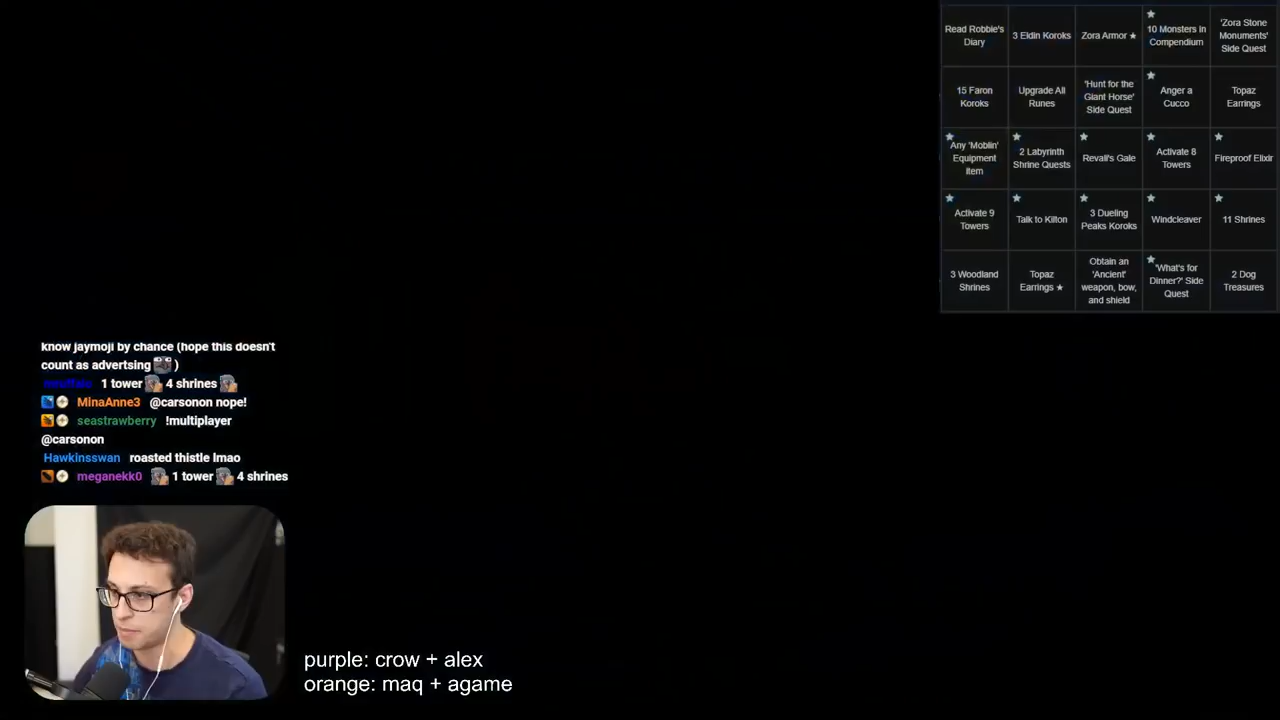 Read Robbie's
Diary
3 Eldin Koroks
Zora Armor ★
10 Monsters in
Compendium
'Zora Stone
Monuments'
Side Quest
15 Faron
Koroks
Upgrade All
Runes
'Hunt for the
Giant Horse'
Side Quest
Anger a
Cucco
Topaz
Earrings
Any 'Moblin'
Equipment
Item
2 Labyrinth
Shrine Quests
Revali's Gale
Activate 8
Towers
Fireproof Elixir
Activate 9
Towers
Talk to Kilton
3 Dueling
Peaks Koroks
Windcleaver
11 Shrines
3 Woodland
Shrines
Topaz
Earrings ★
Obtain an
'Ancient'
weapon, bow,
and shield
'What's for
Dinner?' Side
Quest
2 Dog
Treasures
know jaymoji by chance (hope this doesn't
count as advertsing )
1 tower 4 shrines
MinaAnne3 @carsonon nope!
seastrawberry !multiplayer
@carsonon
Hawkinsswan roasted thistle lmao
meganekk0 1 tower 4 shrines
purple: crow + alex
orange: maq + agame